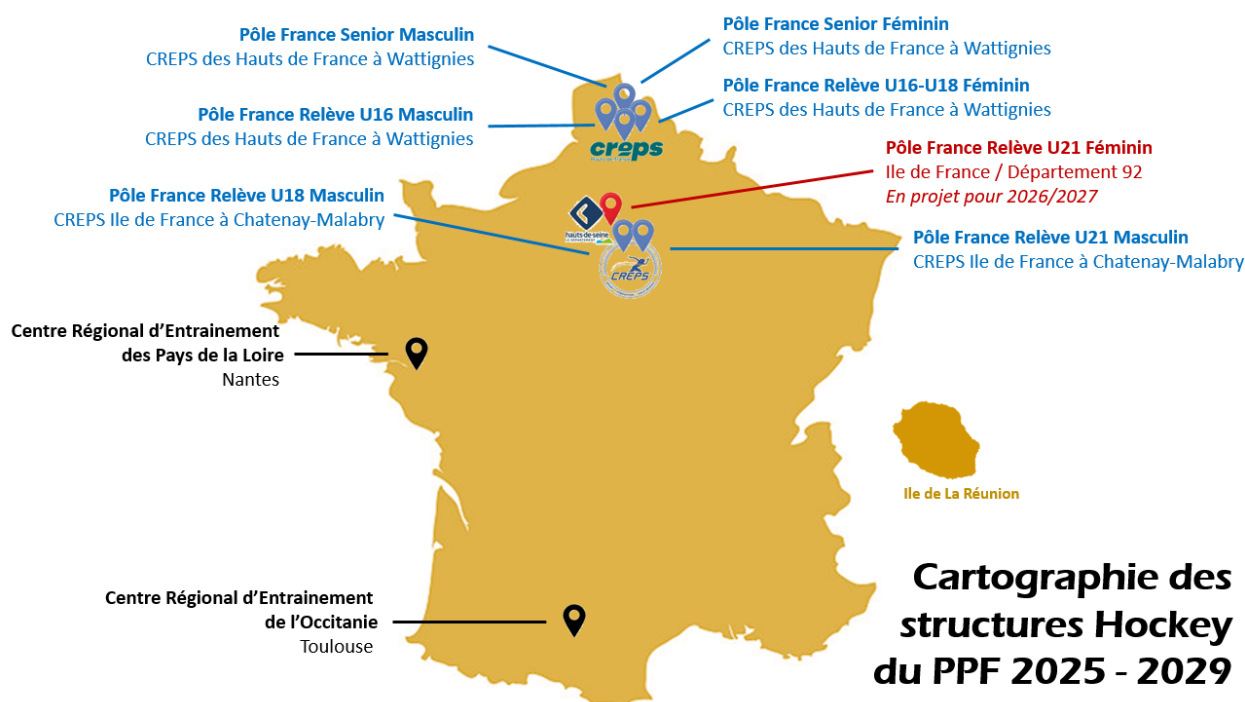 Pôle France Senior Masculin
CREPS des Hauts de France à Wattignies
Pôle France Senior Féminin
CREPS des Hauts de France à Wattignies
Pôle France Relève U16 Masculin
CREPS des Hauts de France à Wattignies
Pôle France Relève U16-U18 Féminin
CREPS des Hauts de France à Wattignies
creps
Pôle France Relève U21 Féminin
Ile de France / Département 92
En projet pour 2026/2027
Pôle France Relève U18 Masculin
CREPS Ile de France à Chatenay-Malabry
hauts-de-seine
CREPS
Pôle France Relève U21 Masculin
CREPS Ile de France à Chatenay-Malabry
Centre Régional d’Entrainement
des Pays de la Loire
Nantes
Ile de La Réunion
Centre Régional d’Entrainement
de l’Occitanie
Toulouse
Cartographie des
structures Hockey
du PPF 2025 - 2029